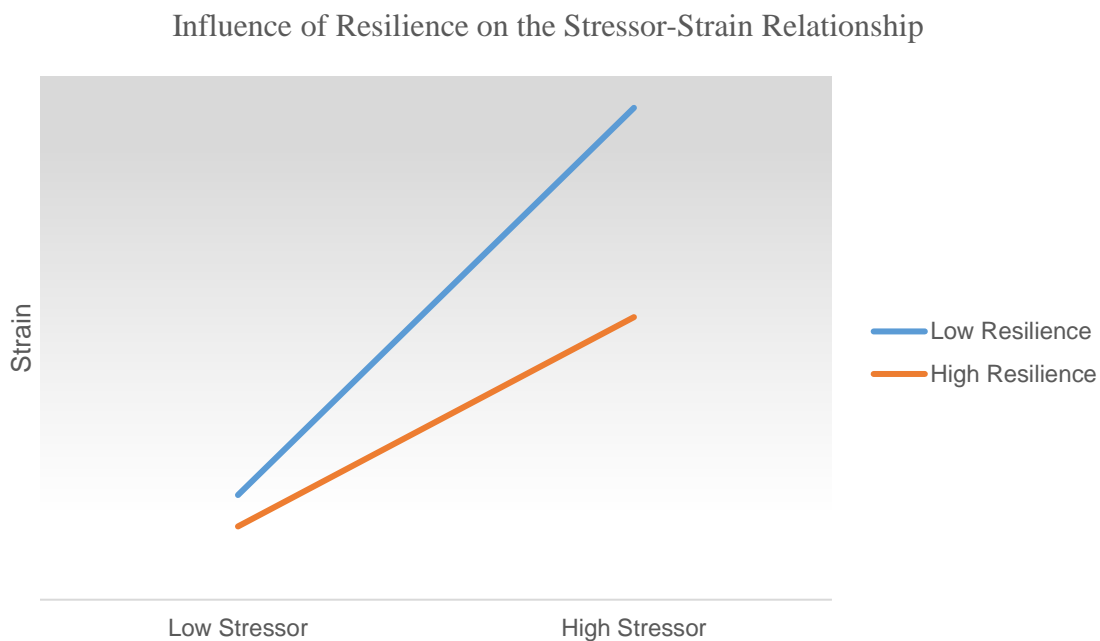 Influence of Resilience on the Stressor-Strain Relationship
Strain
Low Resilience
High Resilience
Low Stressor
High Stressor